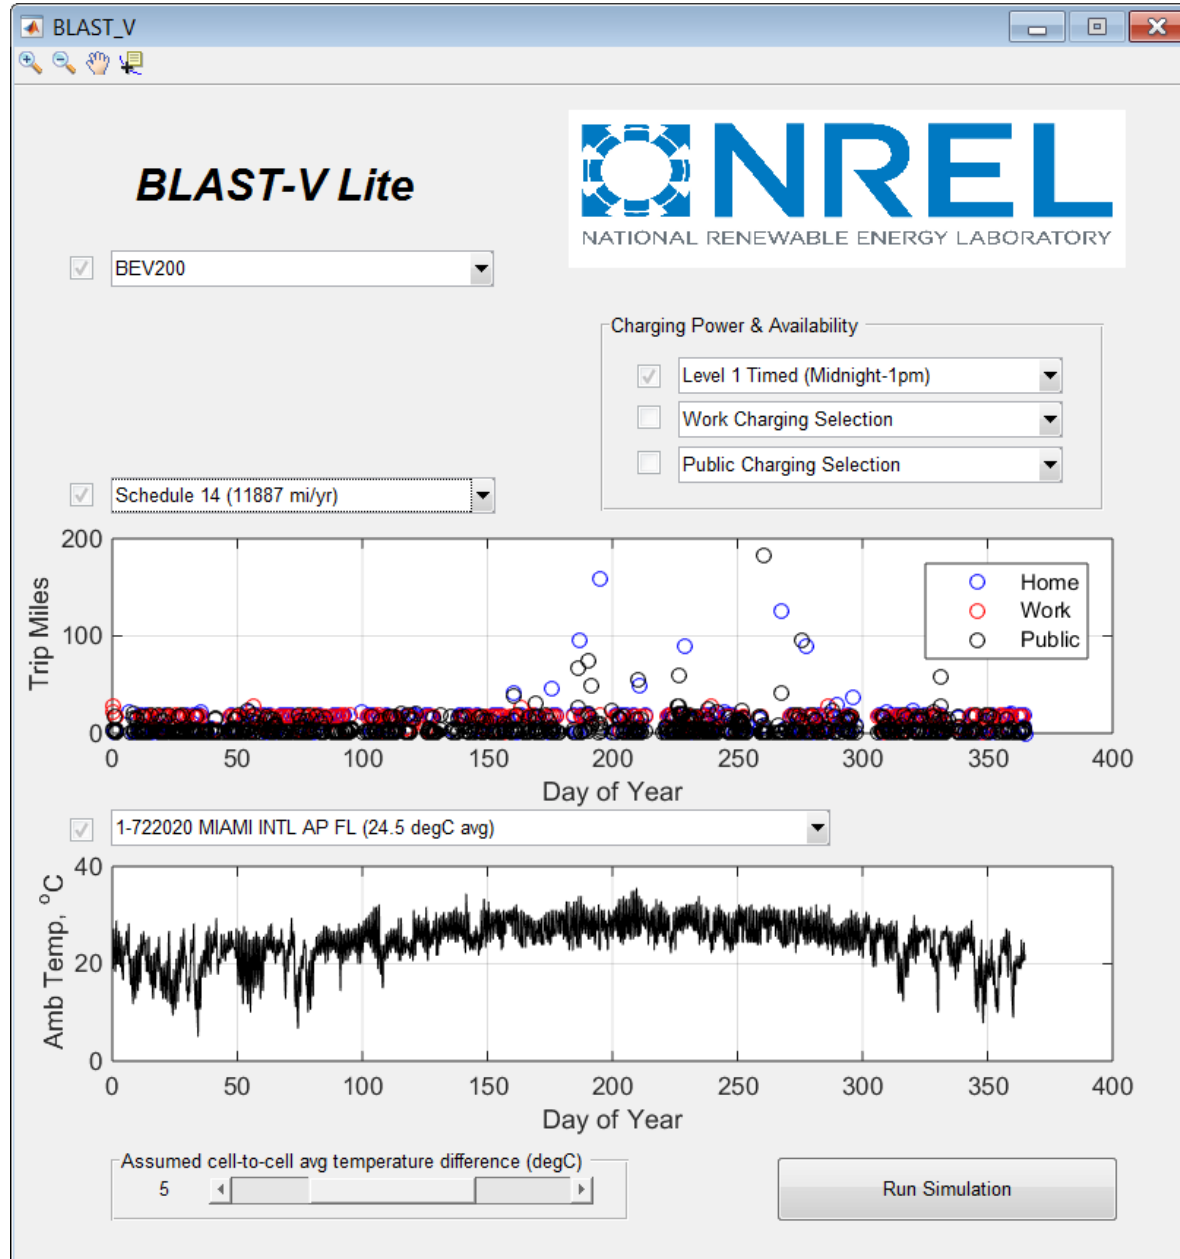 BLAST_V
BLAST-V Lite
NREL
NATIONAL RENEWABLE ENERGY LABORATORY
BEV200
Charging Power & Availability
Level 1 Timed (Midnight-1pm)
Work Charging Selection
Public Charging Selection
Schedule 14 (11887 mi/yr)
200
100
0
Trip Miles
Home
Work
Public
0 50 100 150 200 250 300 350 400
Day of Year
1-722020 MIAMI INTL AP FL (24.5 degC avg)
40
20
0
Amb Temp, °C
0 50 100 150 200 250 300 350 400
Day of Year
Assumed cell-to-cell avg temperature difference (degC)
5
Run Simulation